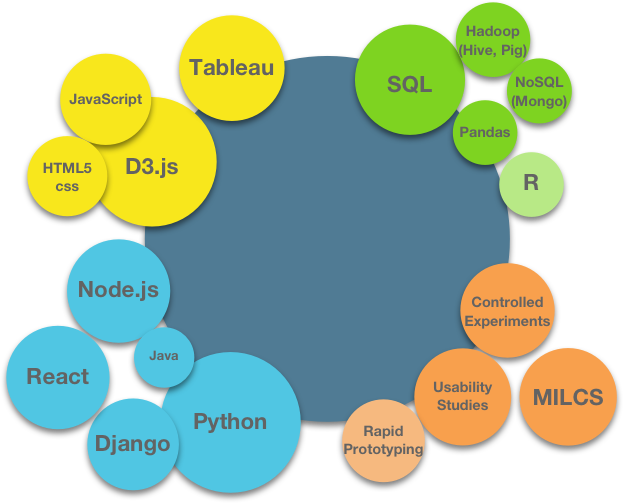 Tableau
JavaScript
D3.js
HTML5
css
SQL
Hadoop
(Hive, Pig)
NoSQL
(Mongo)
Pandas
R
Node.js
Java
React
Django
Python
Controlled
Experiments
Usability
Studies
MILCS
Rapid
Prototyping